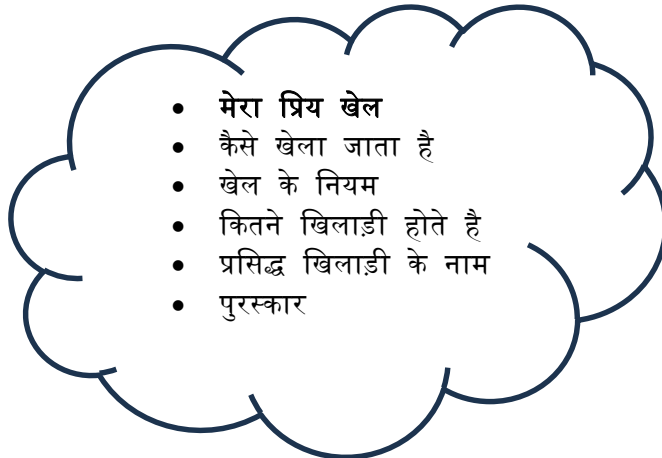 • मेरा प्रिय खेल
• कैसे खेला जाता है
• खेल के नियम
• कितने खिलाड़ी होते है
• प्रसिद्ध खिलाड़ी के नाम
• पुरस्कार